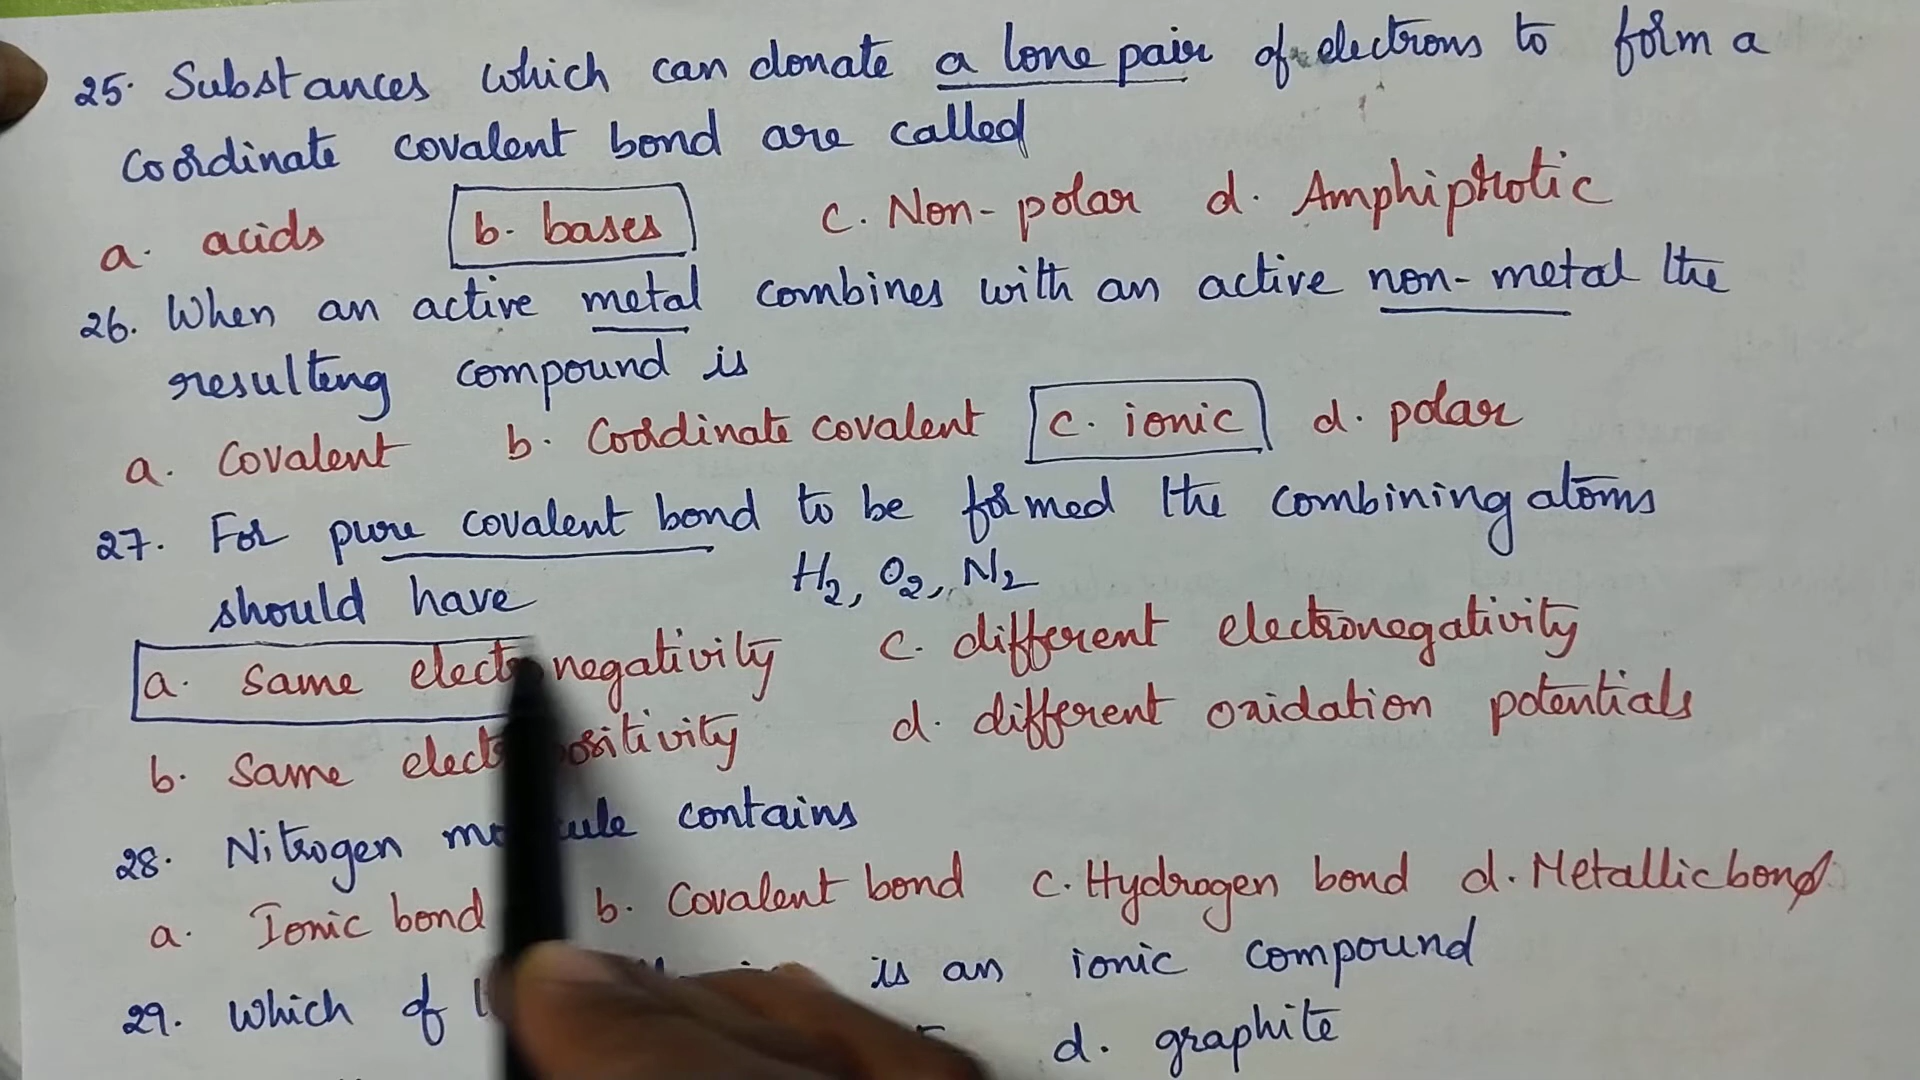 25. Substances which can donate a lone pair of electrons to form a
coordinate covalent bond are called
a. acids b. bases c. Non-polar d. Amphiprotic
26. When an active metal combines with an active non-metal the
resulting compound is
a. Covalent b. Coordinate covalent c. ionic d. polar
27. For pure covalent bond to be formed the combining atoms
should have H2, O2, N2
a. Same electronegativity c. different electronegativity
b. Same electropositivity d. different oxidation potentials
28. Nitrogen molecule contains
a. Ionic bond b. Covalent bond c. Hydrogen bond d. Metallic bond
29. Which of is an ionic compound
d. graphite